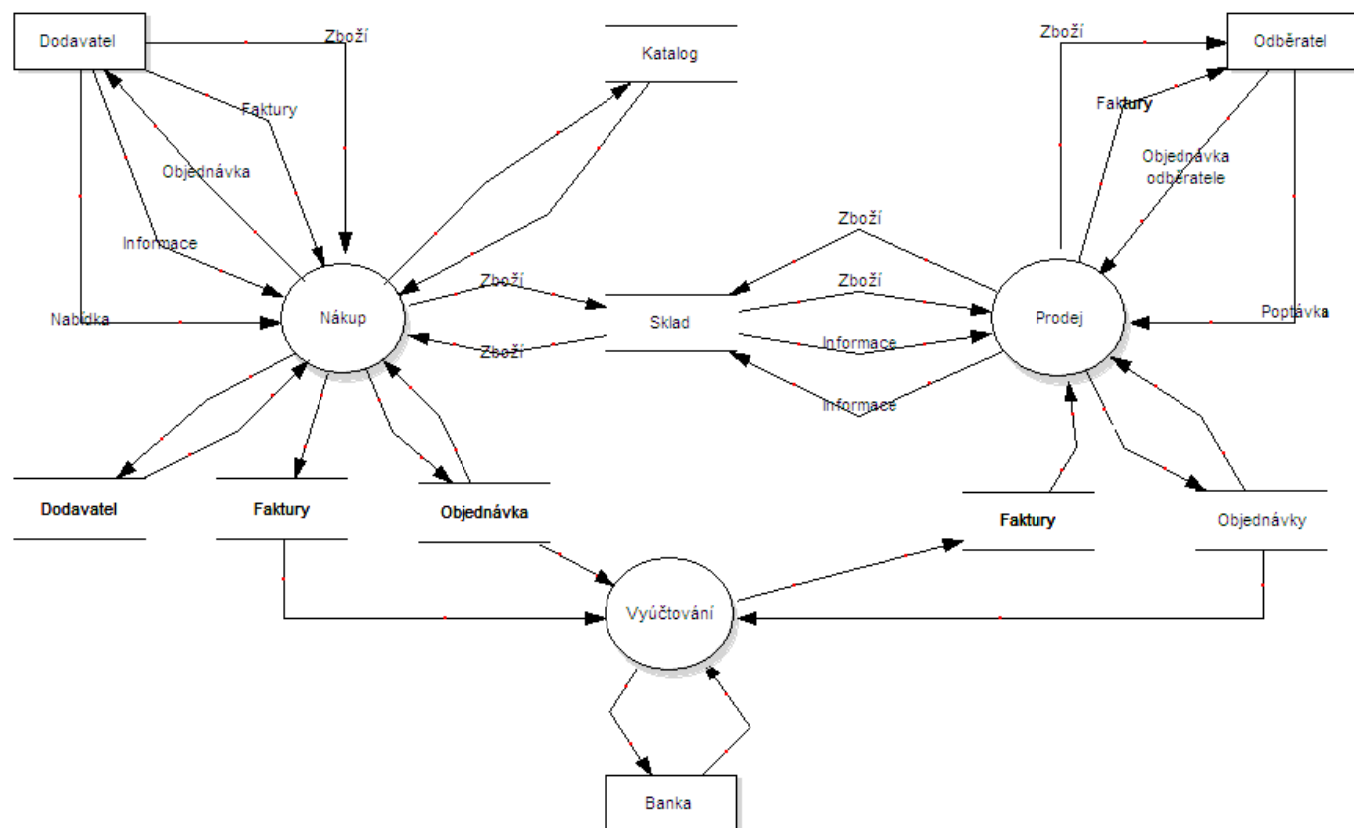 Dodavatel
Zboží
Katalog
Zboží
Odběratel
Faktury
Faktury
Objednávka
Objednávka
odběratele
Informace
Zboží
Nabídka
Nákup
Zboží
Sklad
Zboží
Prodej
Poptávka
Zboží
Informace
Informace
Dodavatel
Faktury
Objednávka
Faktury
Objednávky
Vyúčtování
Banka